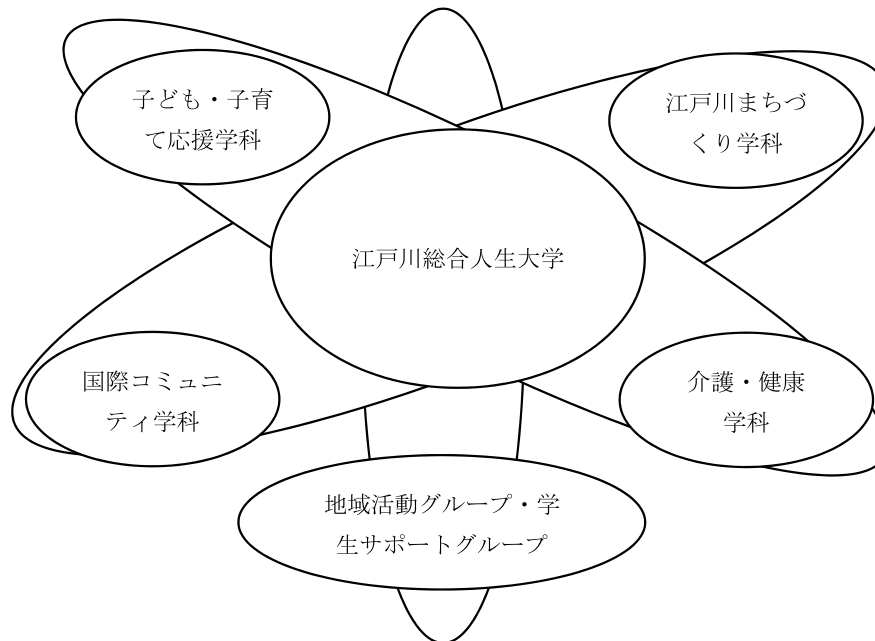 子ども・子育
て応援学科
江戸川まちづ
くり学科
江戸川総合人生大学
国際コミュニ
ティ学科
介護・健康
学科
地域活動グループ・学
生サポートグループ